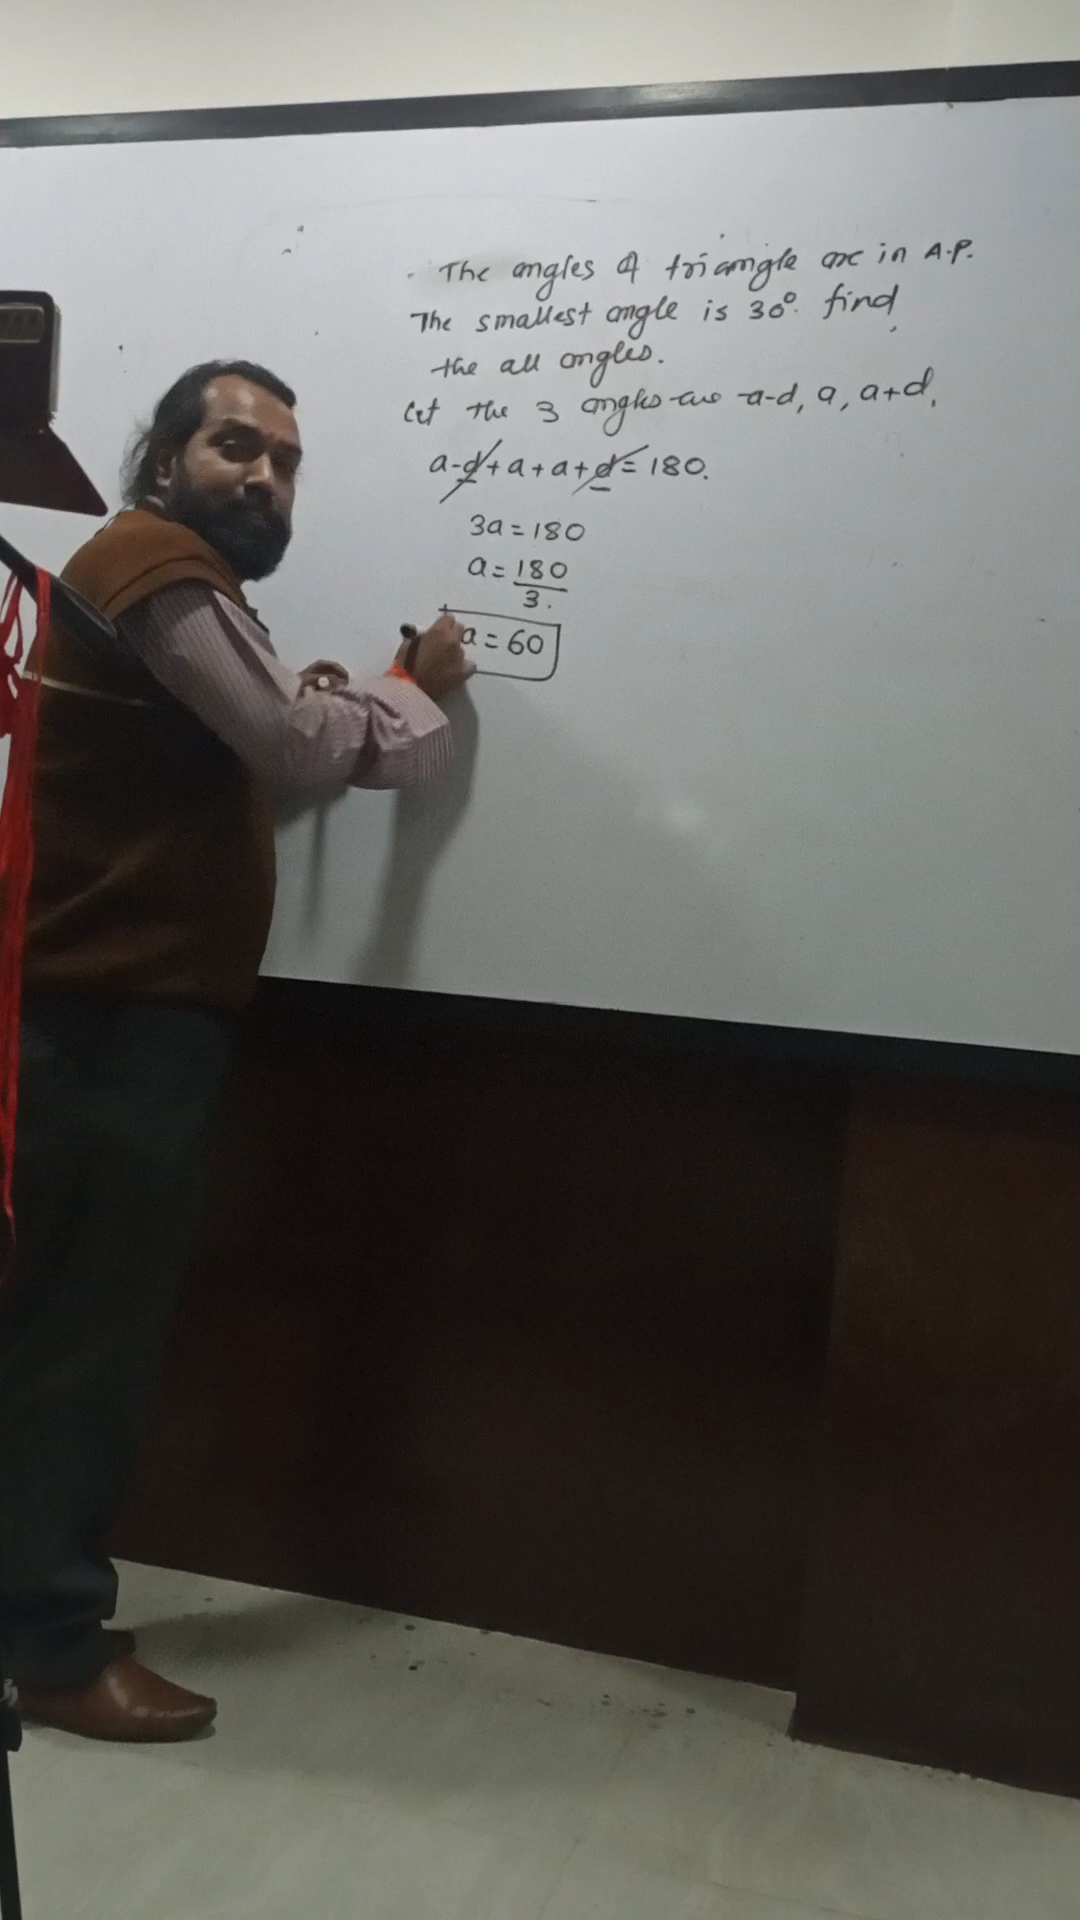 The angles of triangle are in A.P.
The smallest angle is 30°. find
the all angles.
Let the 3 angles are a-d, a, a+d,
a-d+a+a+d=180.
3a=180
a=180/3.
a=60